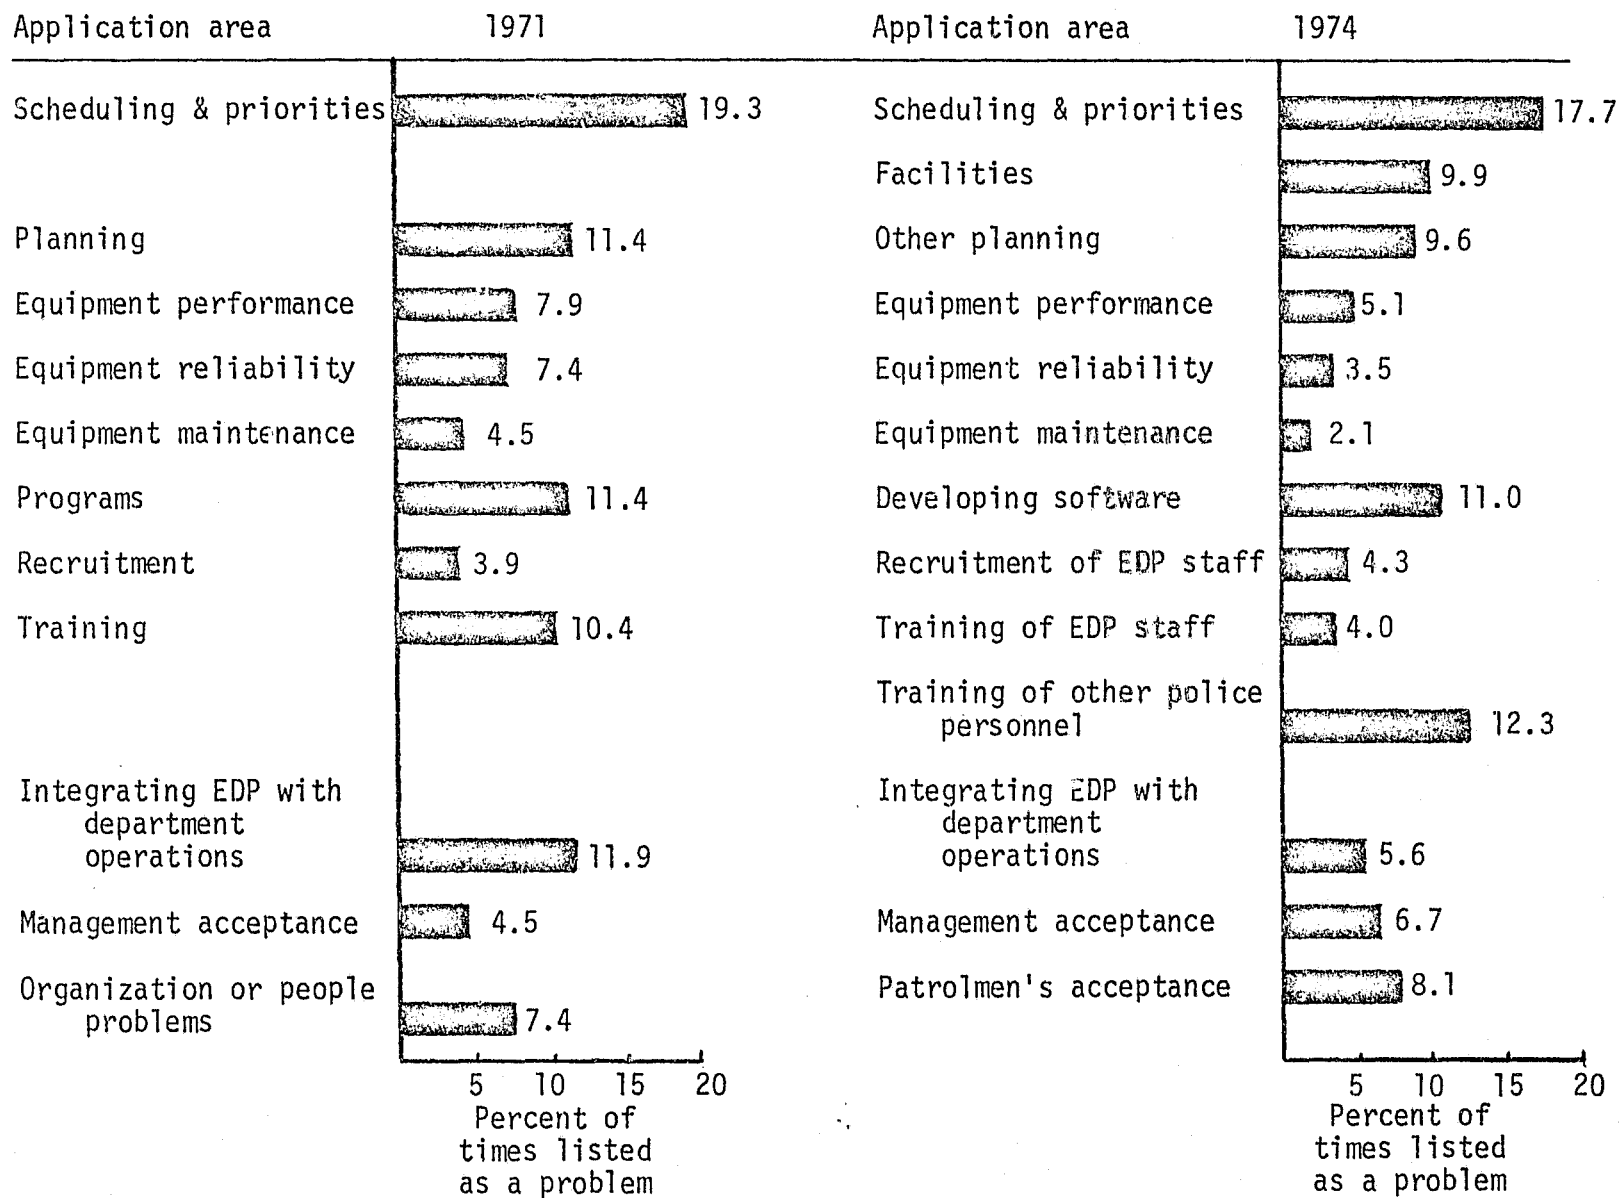 Application area 1971 Application area 1974
Scheduling & priorities 19.3 Scheduling & priorities 17.7
Facilities 9.9
Planning 11.4 Other planning 9.6
Equipment performance 7.9 Equipment performance 5.1
Equipment reliability 7.4 Equipment reliability 3.5
Equipment maintenance 4.5 Equipment maintenance 2.1
Programs 11.4 Developing software 11.0
Recruitment 3.9 Recruitment of EDP staff 4.3
Training 10.4 Training of EDP staff 4.0
Training of other police
personnel 12.3
Integrating EDP with Integrating EDP with
department department
operations 11.9 operations 5.6
Management acceptance 4.5 Management acceptance 6.7
Organization or people Patrolmen's acceptance 8.1
problems 7.4
5 10 15 20 5 10 15 20
Percent of Percent of
times listed times listed
as a problem as a problem